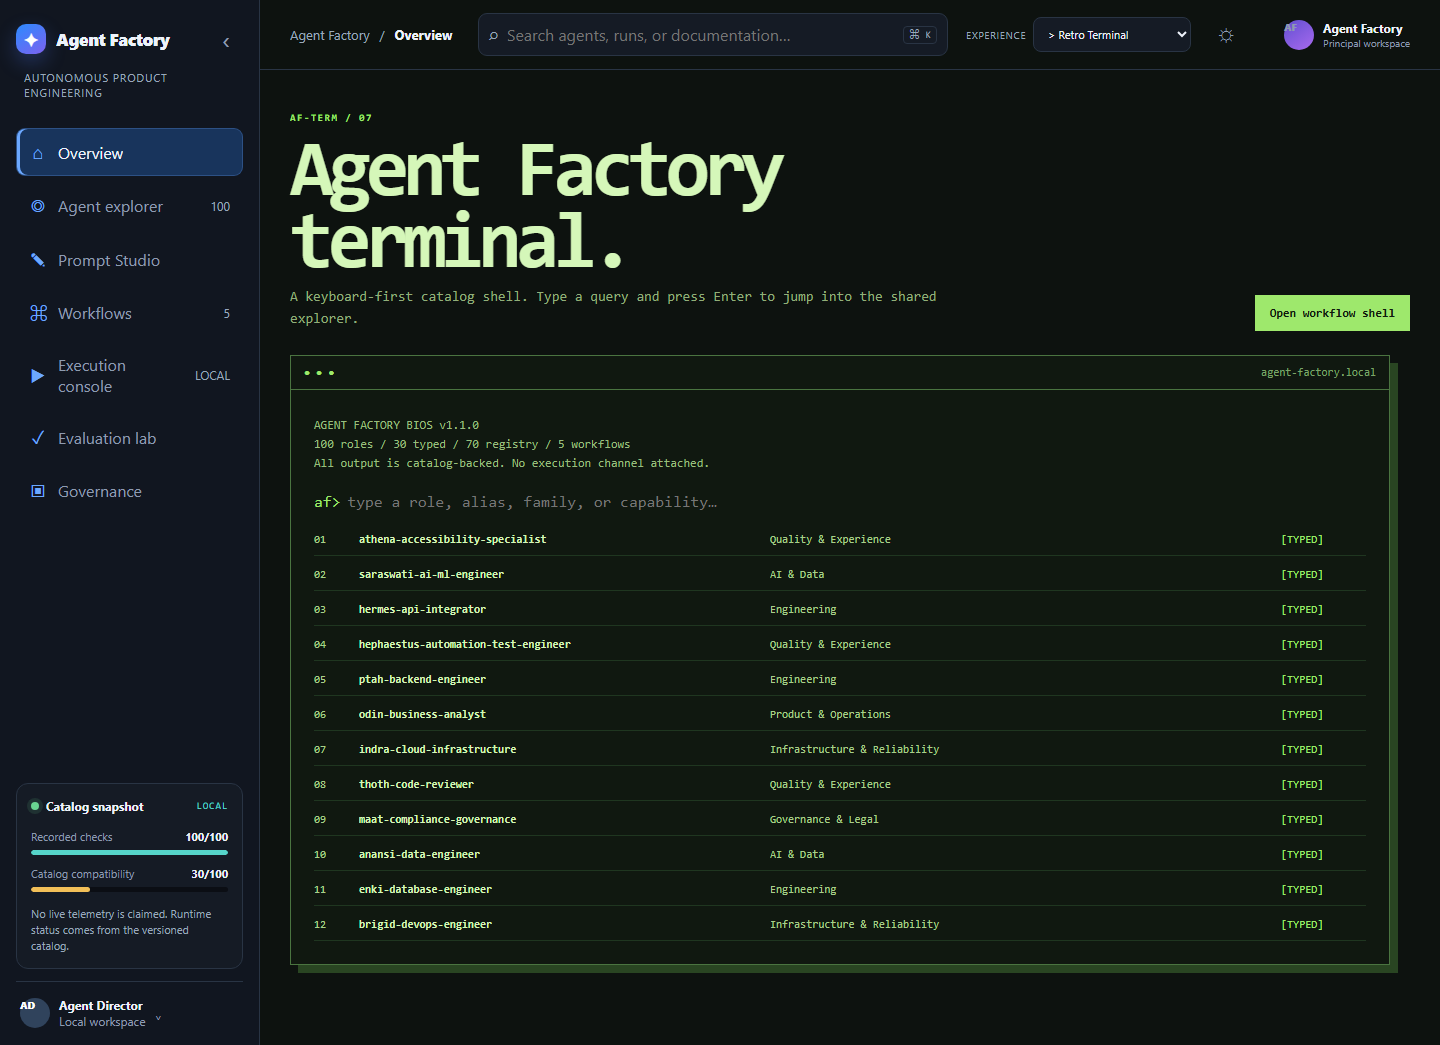 Agent Factory
AUTONOMOUS PRODUCT
ENGINEERING
Overview
Agent explorer 100
Prompt Studio
Workflows 5
Execution
console LOCAL
Evaluation lab
Governance
Catalog snapshot LOCAL
Recorded checks 100/100
Catalog compatibility 30/100
No live telemetry is claimed. Runtime
status comes from the versioned
catalog.
AD
Agent Director
Local workspace
Agent Factory / Overview
Search agents, runs, or documentation...
⌘ K
EXPERIENCE
> Retro Terminal
AF
Agent Factory
Principal workspace
AF-TERM / 07
Agent Factory
terminal.
A keyboard-first catalog shell. Type a query and press Enter to jump into the shared
explorer.
Open workflow shell
agent-factory.local
AGENT FACTORY BIOS v1.1.0
100 roles / 30 typed / 70 registry / 5 workflows
All output is catalog-backed. No execution channel attached.
af> type a role, alias, family, or capability…
01 athena-accessibility-specialist Quality & Experience [TYPED]
02 saraswati-ai-ml-engineer AI & Data [TYPED]
03 hermes-api-integrator Engineering [TYPED]
04 hephaestus-automation-test-engineer Quality & Experience [TYPED]
05 ptah-backend-engineer Engineering [TYPED]
06 odin-business-analyst Product & Operations [TYPED]
07 indra-cloud-infrastructure Infrastructure & Reliability [TYPED]
08 thoth-code-reviewer Quality & Experience [TYPED]
09 maat-compliance-governance Governance & Legal [TYPED]
10 anansi-data-engineer AI & Data [TYPED]
11 enki-database-engineer Engineering [TYPED]
12 brigid-devops-engineer Infrastructure & Reliability [TYPED]